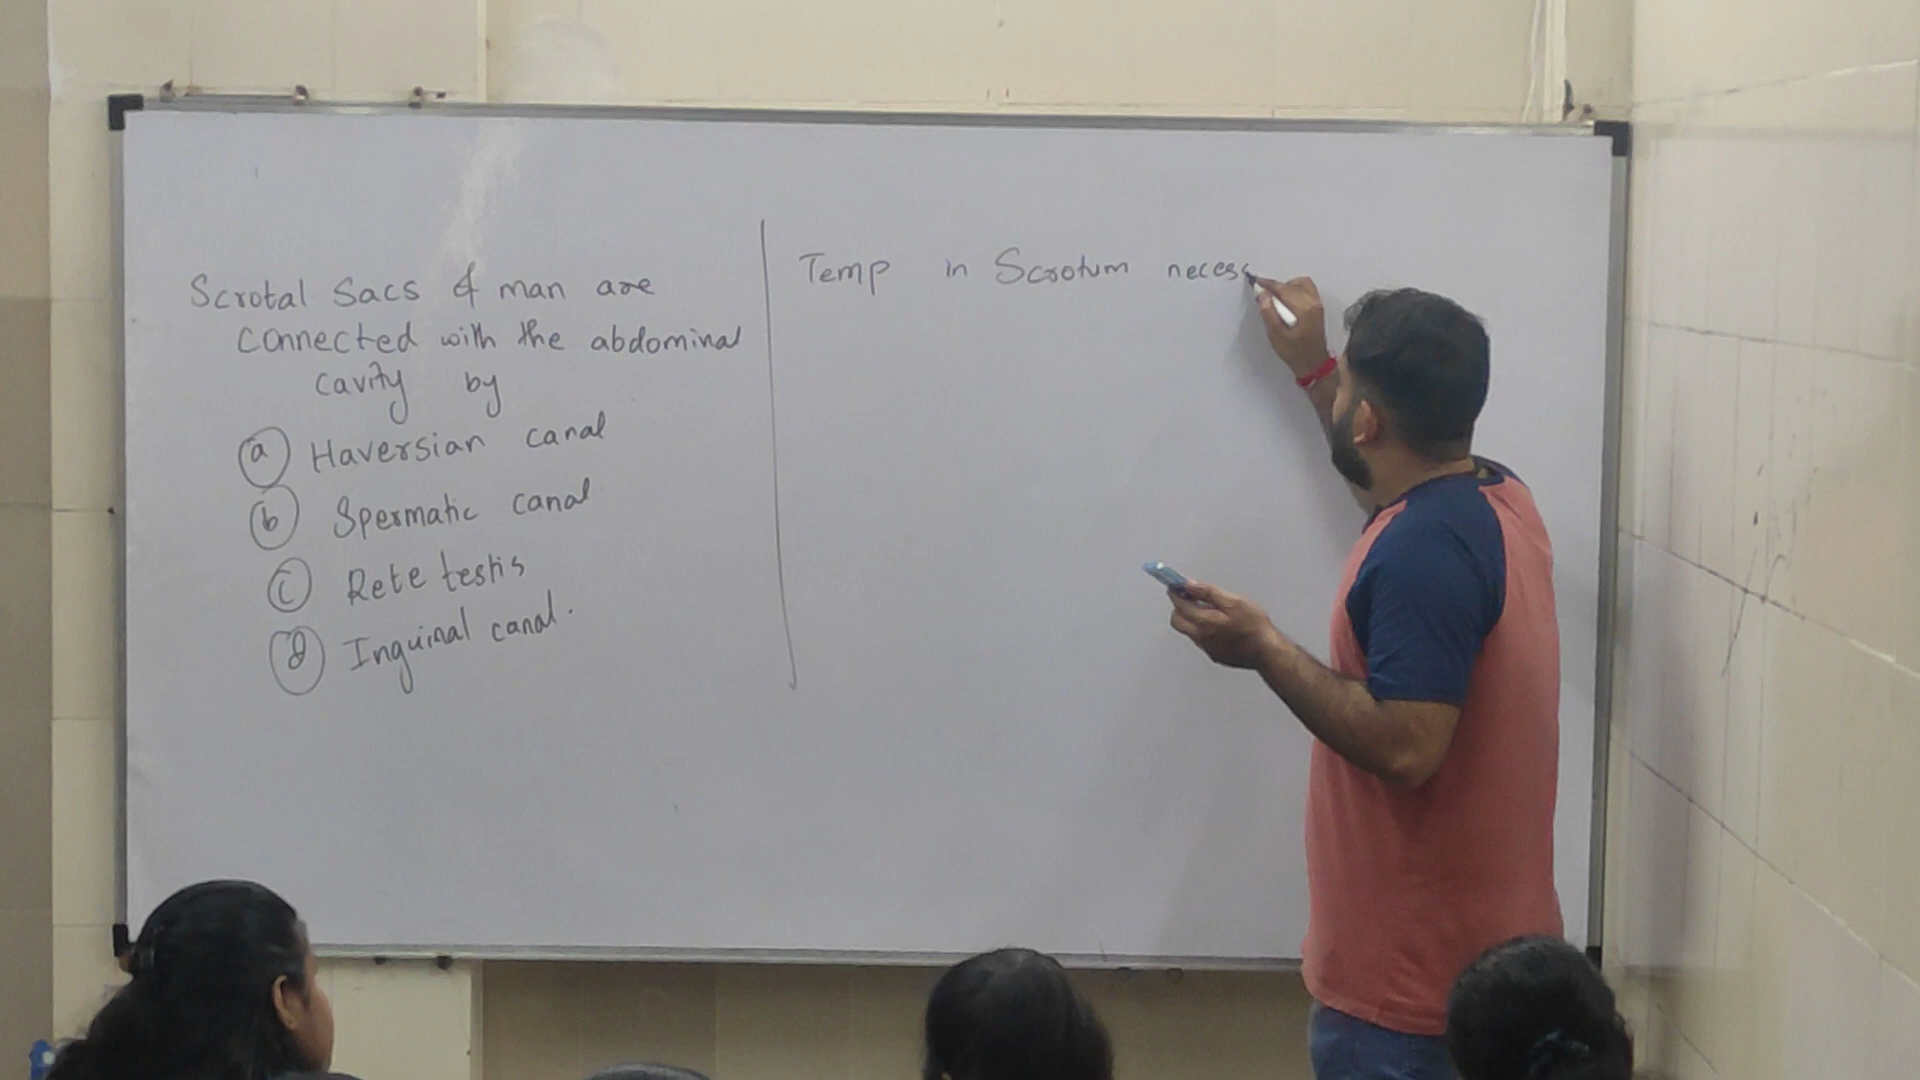 Scrotal Sacs of man are
connected with the abdominal
cavity by
a Haversian canal
b Spermatic canal
c Rete testis
d Inguinal canal.
Temp in Scrotum necess